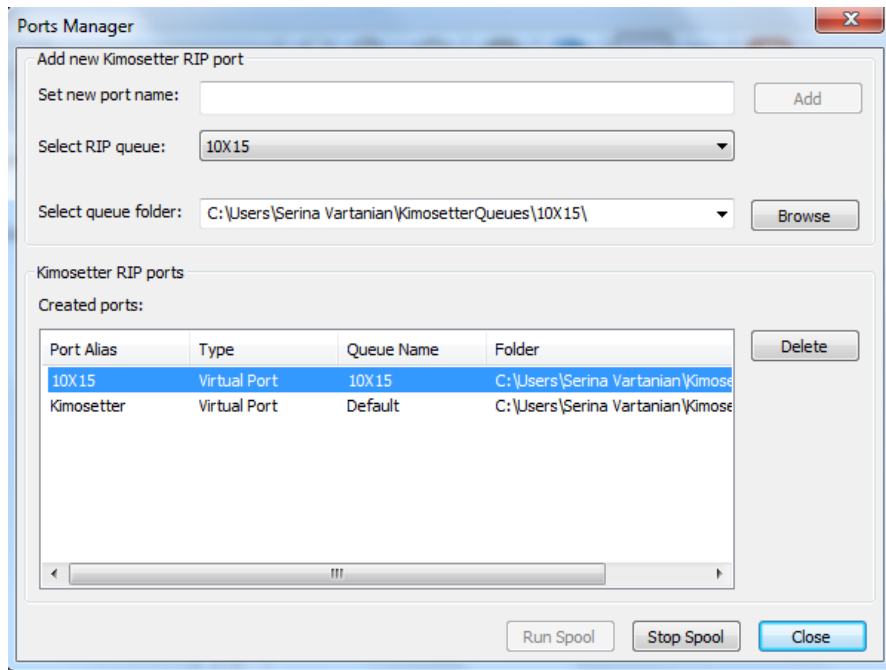 Ports Manager
Add new Kimosetter RIP port
Set new port name:
Add
Select RIP queue: 10X15
Select queue folder: C:\Users\Serina Vartanian\KimosetterQueues\10X15\ Browse
Kimosetter RIP ports
Created ports:
Port Alias Type Queue Name Folder Delete
10X15 Virtual Port 10X15 C:\Users\Serina Vartanian\Kimose
Kimosetter Virtual Port Default C:\Users\Serina Vartanian\Kimose
Run Spool Stop Spool Close